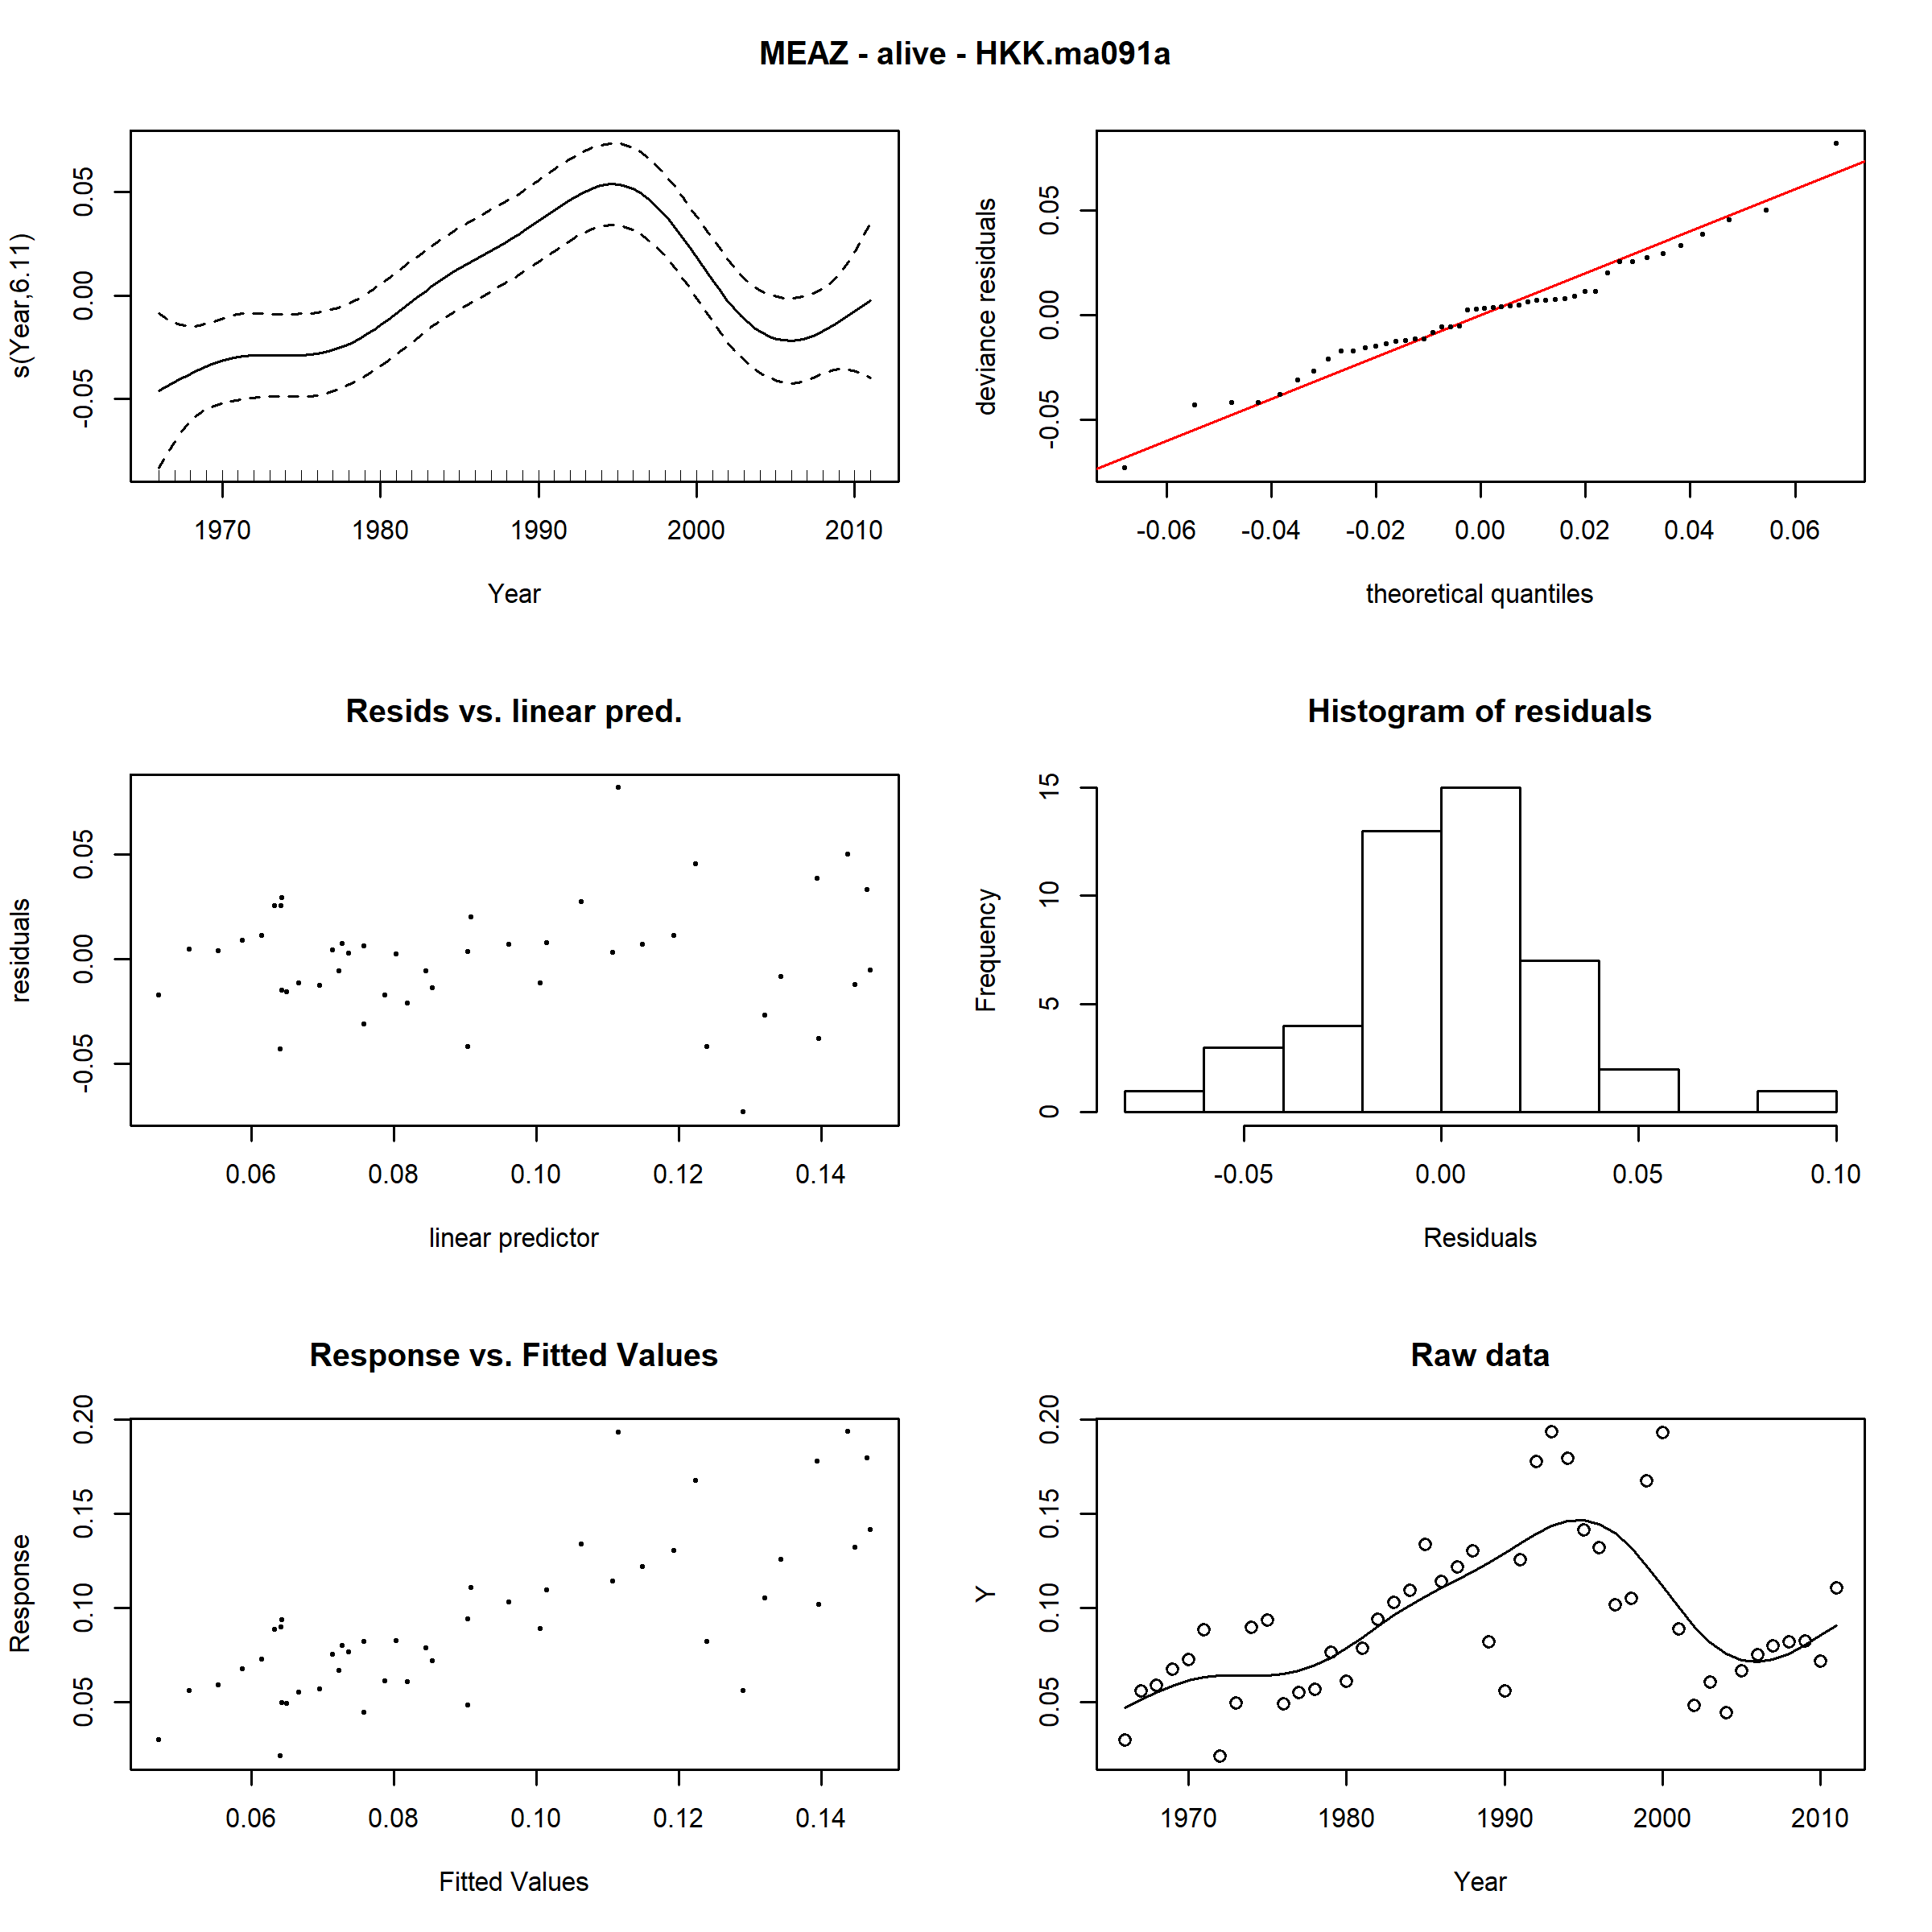 MEAZ - alive - HKK.ma091a
s(Year,6.11)
-0.05 0.00 0.05
1970 1980 1990 2000 2010
Year
deviance residuals
-0.05 0.00 0.05
-0.06 -0.04 -0.02 0.00 0.02 0.04 0.06
theoretical quantiles
Resids vs. linear pred.
residuals
-0.05 0.00 0.05
0.06 0.08 0.10 0.12 0.14
linear predictor
Histogram of residuals
Frequency
0 5 10 15
-0.05 0.00 0.05 0.10
Residuals
Response vs. Fitted Values
Response
0.05 0.10 0.15 0.20
0.06 0.08 0.10 0.12 0.14
Fitted Values
Raw data
Y
0.05 0.10 0.15 0.20
1970 1980 1990 2000 2010
Year